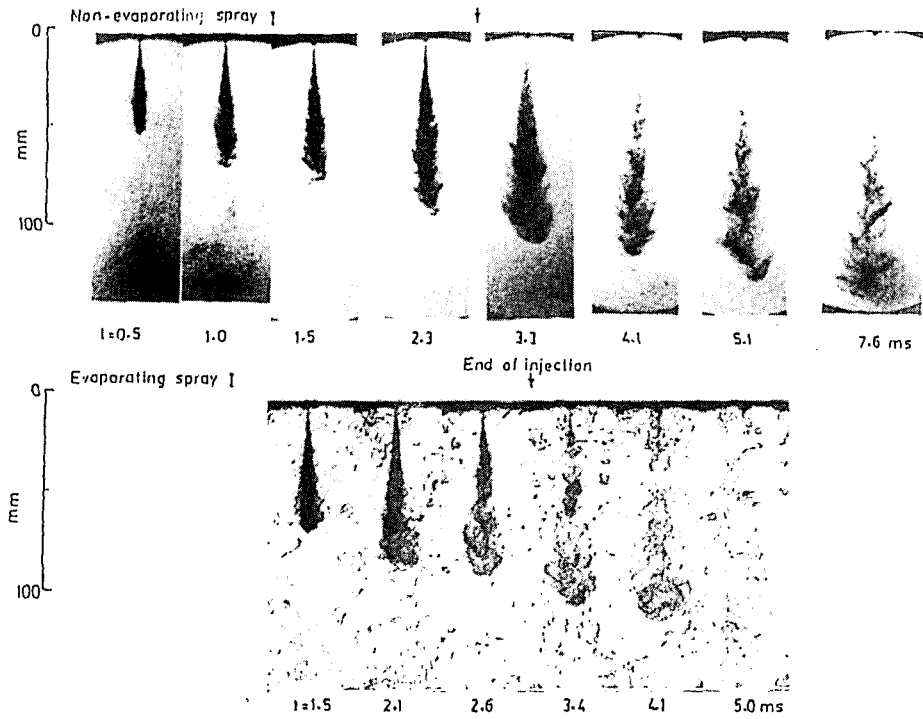 Non-evaporating spray I
0
mm
100
t=0.5 1.0 1.5 2.3 3.3 4.1 5.1 7.6 ms
End of injection
Evaporating spray I
0
mm
100
t=1.5 2.1 2.6 3.4 4.1 5.0 ms